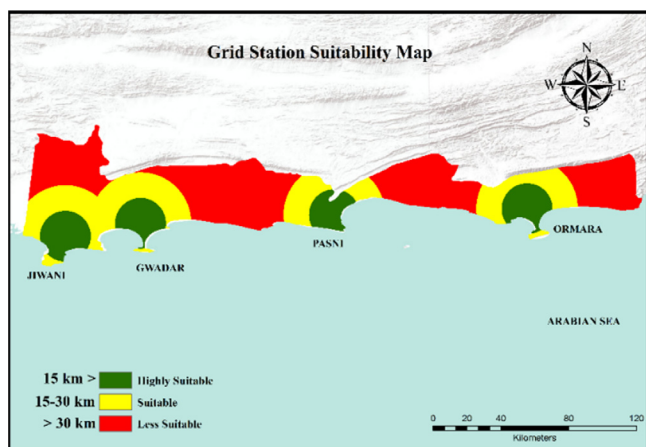 Grid Station Suitability Map
N
W E
S
JIWANI
GWADAR
PASNI
ORMARA
ARABIAN SEA
15 km > Highly Suitable
15-30 km Suitable
> 30 km Less Suitable
0 20 40 80 120
Kilometers